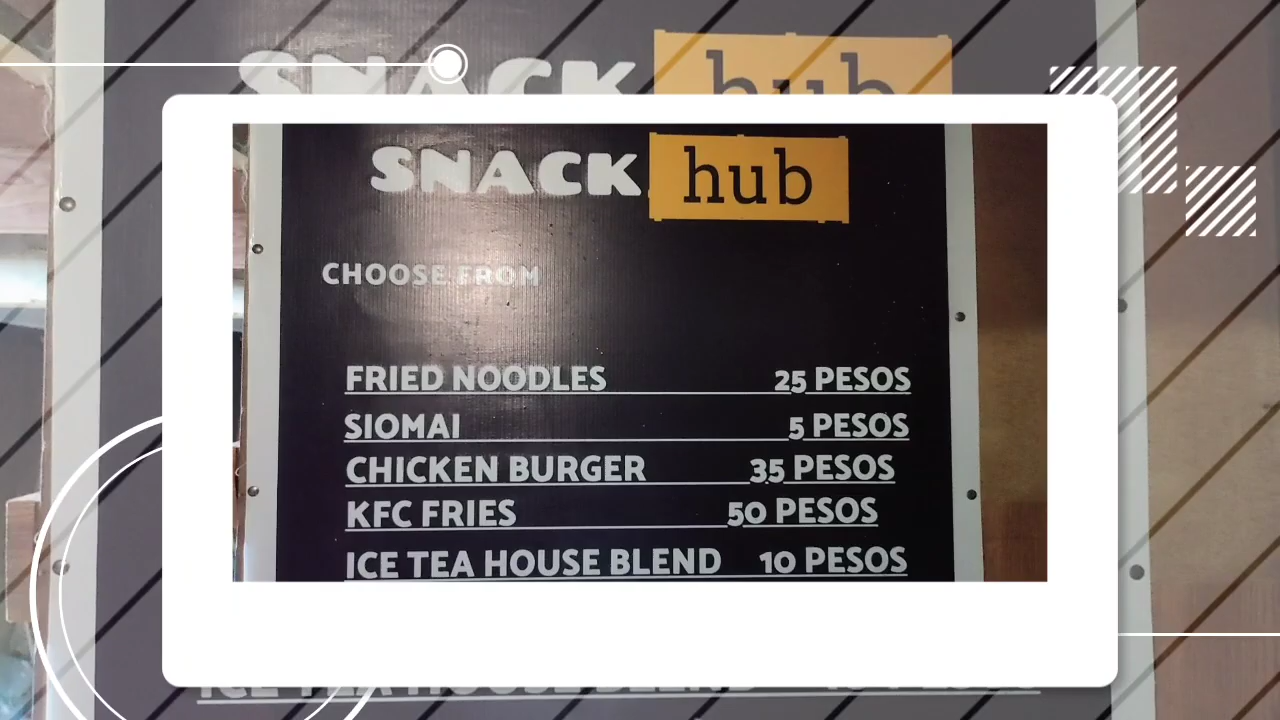 SNACK hub
CHOOSE FROM
FRIED NOODLES 25 PESOS
SIOMAI 5 PESOS
CHICKEN BURGER 35 PESOS
KFC FRIES 50 PESOS
ICE TEA HOUSE BLEND 10 PESOS